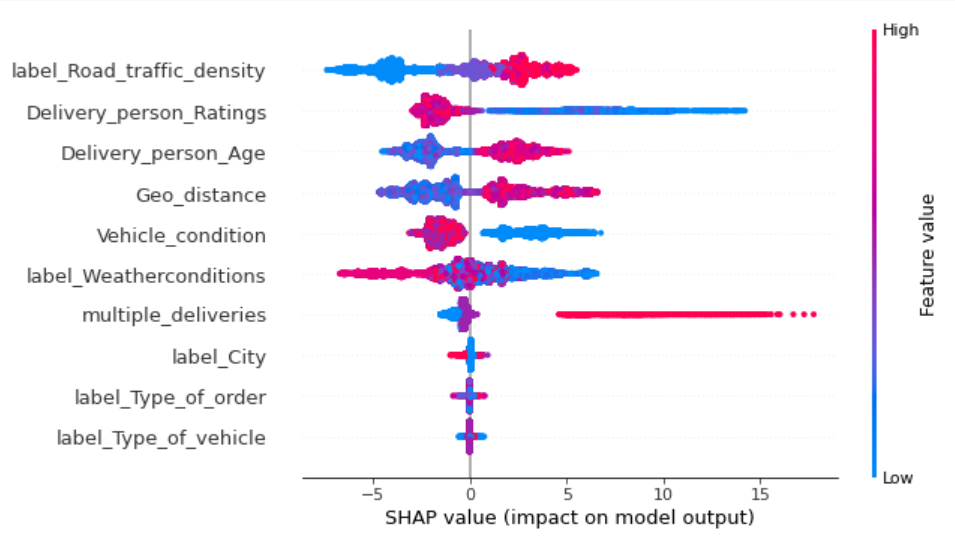 High
label_Road_traffic_density
Delivery_person_Ratings
Delivery_person_Age
Geo_distance
Vehicle_condition
label_Weatherconditions
multiple_deliveries
label_City
label_Type_of_order
label_Type_of_vehicle
Feature value
Low
−5 0 5 10 15
SHAP value (impact on model output)